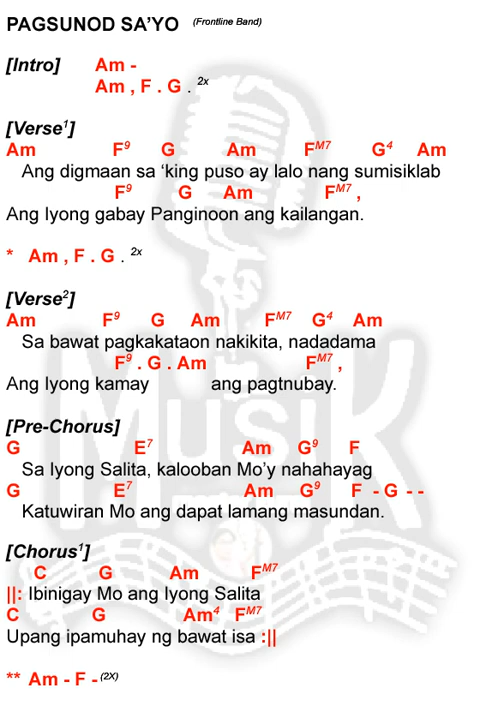 PAGSUNOD SA’YO (Frontline Band)
[Intro] Am -
Am , F . G . 2x
[Verse1]
Am F9 G Am FM7 G4 Am
Ang digmaan sa ‘king puso ay lalo nang sumisiklab
F9 G Am FM7 ,
Ang Iyong gabay Panginoon ang kailangan.
* Am , F . G . 2x
[Verse2]
Am F9 G Am FM7 G4 Am
Sa bawat pagkakataon nakikita, nadadama
F9 . G . Am FM7 ,
Ang Iyong kamay ang pagtnubay.
[Pre-Chorus]
G E7 Am G9 F
Sa Iyong Salita, kalooban Mo’y nahahayag
G E7 Am G9 F - G - -
Katuwiran Mo ang dapat lamang masundan.
[Chorus1]
C G Am FM7
||: Ibinigay Mo ang Iyong Salita
C G Am4 FM7
Upang ipamuhay ng bawat isa :||
** Am - F - (2X)
MusiK